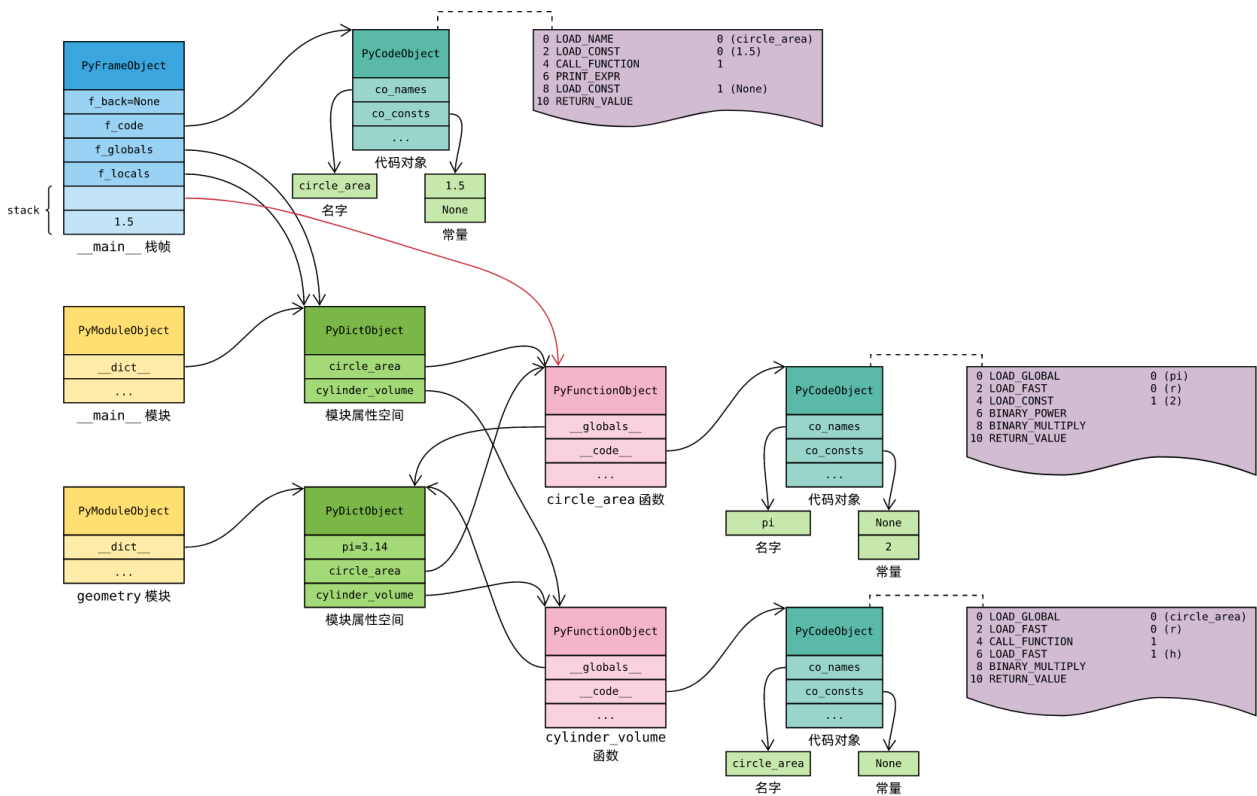 PyFrameObject
f_back=None
f_code
f_globals
f_locals
stack
1.5
__main__ 栈帧
PyCodeObject
co_names
co_consts
...
代码对象
circle_area
名字
1.5
None
常量
0 LOAD_NAME 0 (circle_area)
2 LOAD_CONST 0 (1.5)
4 CALL_FUNCTION 1
6 PRINT_EXPR
8 LOAD_CONST 1 (None)
10 RETURN_VALUE
PyModuleObject
__dict__
...
__main__ 模块
PyDictObject
circle_area
cylinder_volume
模块属性空间
PyModuleObject
__dict__
...
geometry 模块
PyDictObject
pi=3.14
circle_area
cylinder_volume
模块属性空间
PyFunctionObject
__globals__
__code__
...
circle_area 函数
PyCodeObject
co_names
co_consts
...
代码对象
pi
名字
None
2
常量
0 LOAD_GLOBAL 0 (pi)
2 LOAD_FAST 0 (r)
4 LOAD_CONST 1 (2)
6 BINARY_POWER
8 BINARY_MULTIPLY
10 RETURN_VALUE
PyFunctionObject
__globals__
__code__
...
cylinder_volume
函数
PyCodeObject
co_names
co_consts
...
代码对象
circle_area
名字
None
常量
0 LOAD_GLOBAL 0 (circle_area)
2 LOAD_FAST 0 (r)
4 CALL_FUNCTION 1
6 LOAD_FAST 1 (h)
8 BINARY_MULTIPLY
10 RETURN_VALUE